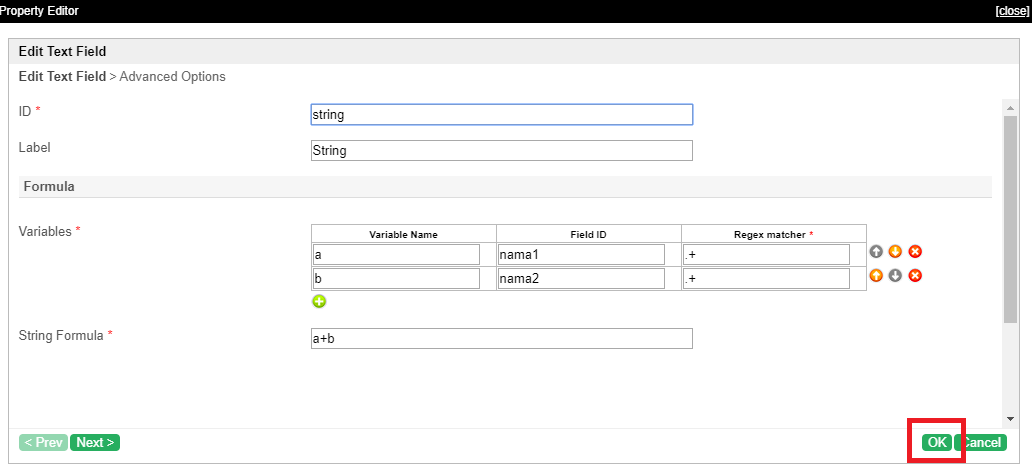 Property Editor [close]
Edit Text Field
Edit Text Field > Advanced Options
ID *
string
Label
String
Formula
Variables *
Variable Name Field ID Regex matcher *
a nama1 .+
b nama2 .+
String Formula *
a+b
< Prev Next > OK Cancel